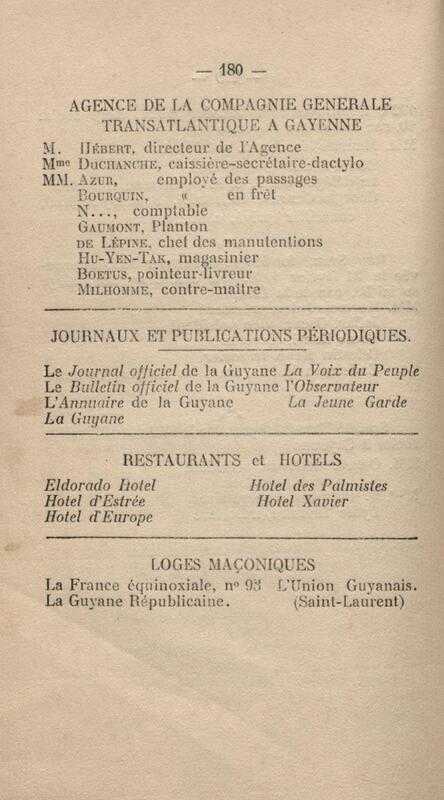 — 180 —
AGENCE DE LA COMPAGNIE GENERALE
TRANSATLANTIQUE A GAYENNE
M. HÉBERT, directeur de l'Agence
Mme DUCHANCHE, caissière-secrétaire-dactylo
MM. AZUR, employé des passages
BOURQUIN, « en frêt
N..., comptable
GAUMONT, Planton
DE LÉPINE, chef des manutentions
HU-YEN-TAK, magasinier
BOETUS, pointeur-livreur
MILHOMME, contre-maître
JOURNAUX ET PUBLICATIONS PÉRIODIQUES.
Le Journal officiel de la Guyane La Voix du Peuple
Le Bulletin officiel de la Guyane l'Observateur
L'Annuaire de la Guyane La Jeune Garde
La Guyane
RESTAURANTS et HOTELS
Eldorado Hotel Hotel des Palmistes
Hotel d'Estrée Hotel Xavier
Hotel d'Europe
LOGES MAÇONIQUES
La France équinoxiale, no 93 L'Union Guyanais.
La Guyane Républicaine. (Saint-Laurent)